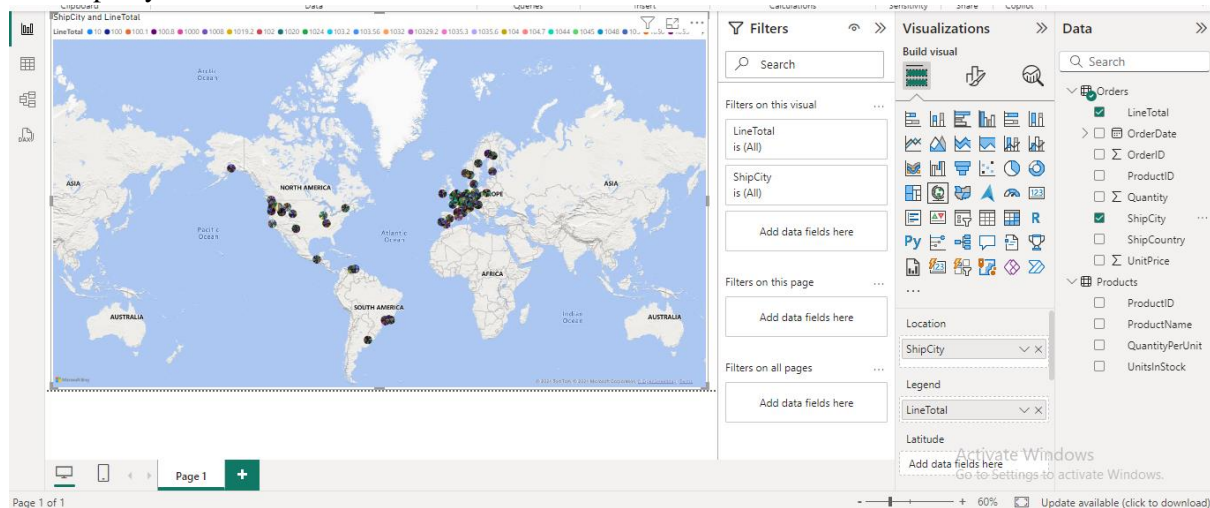 Clipboard
Data
Queries
Insert
Calculations
Sensitivity
Share
Copilot
ShipCity and LineTotal
LineTotal 10 100 100.1 100.8 1000 1008 1019.2 102 1020 1024 103.2 103.56 1032 10329.2 1035.3 1035.6 104 104.7 1044 1045 1048
Arctic
Ocean
ASIA
NORTH AMERICA
EUROPE
ASIA
Pacific
Ocean
Atlantic
Ocean
AFRICA
SOUTH AMERICA
Indian
Ocean
AUSTRALIA
AUSTRALIA
Microsoft Bing
Filters
Search
Filters on this visual
LineTotal
is (All)
ShipCity
is (All)
Add data fields here
Filters on this page
Add data fields here
Filters on all pages
Add data fields here
Visualizations
Build visual
123
R
Py
Location
ShipCity
Legend
LineTotal
Latitude
Add data fields here
Data
Search
Orders
LineTotal
OrderDate
OrderID
ProductID
Quantity
ShipCity
ShipCountry
UnitPrice
Products
ProductID
ProductName
QuantityPerUnit
UnitsInStock
Activate Windows
Go to Settings to activate Windows.
Page 1
Page 1 of 1
60%
Update available (click to download)